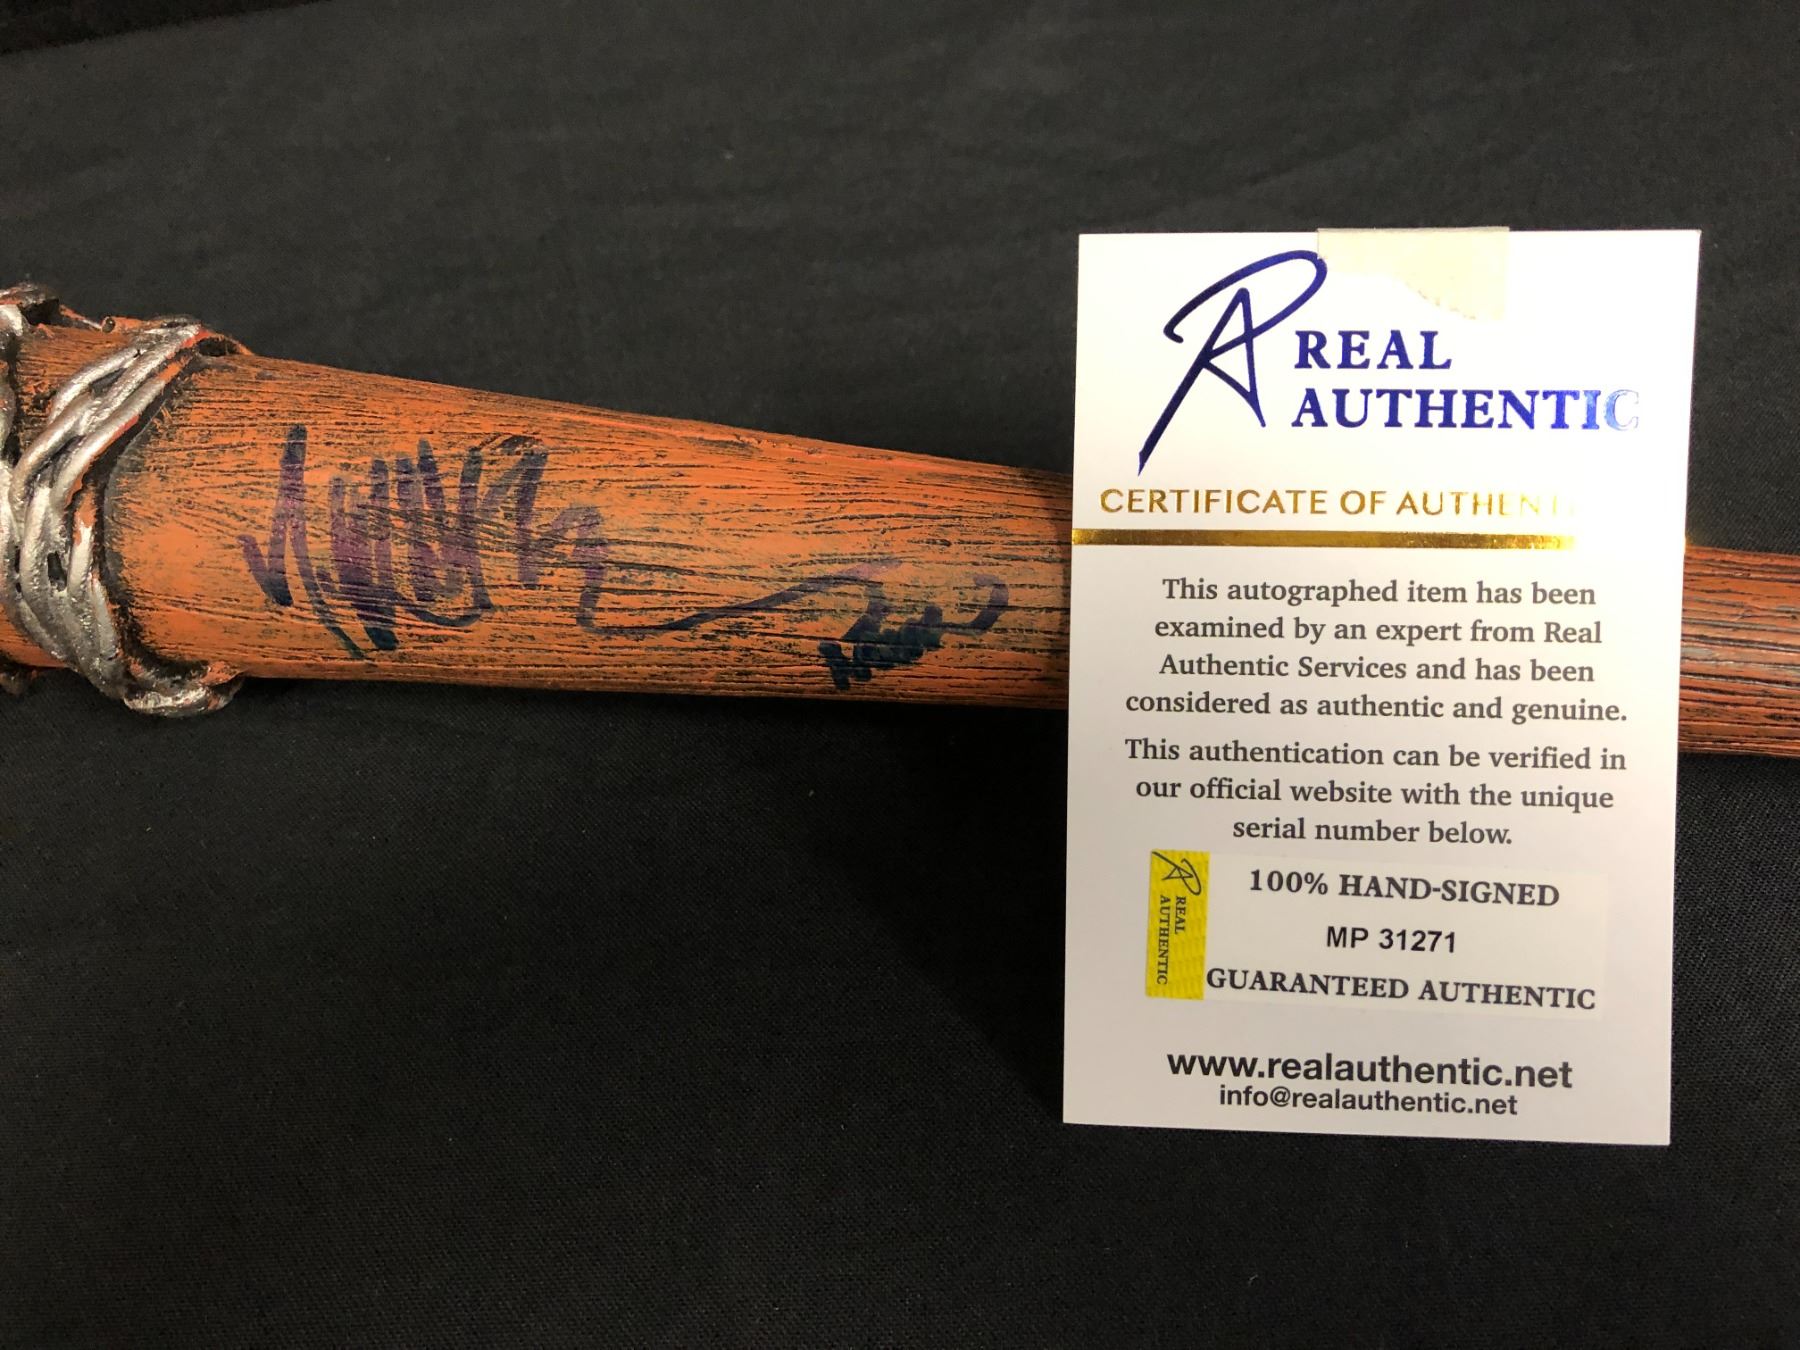 REAL
AUTHENTIC
CERTIFICATE OF AUTHENTI
This autographed item has been
examined by an expert from Real
Authentic Services and has been
considered as authentic and genuine.
This authentication can be verified in
our official website with the unique
serial number below.
REAL
AUTHENTIC
100% HAND-SIGNED
MP 31271
GUARANTEED AUTHENTIC
www.realauthentic.net
info@realauthentic.net